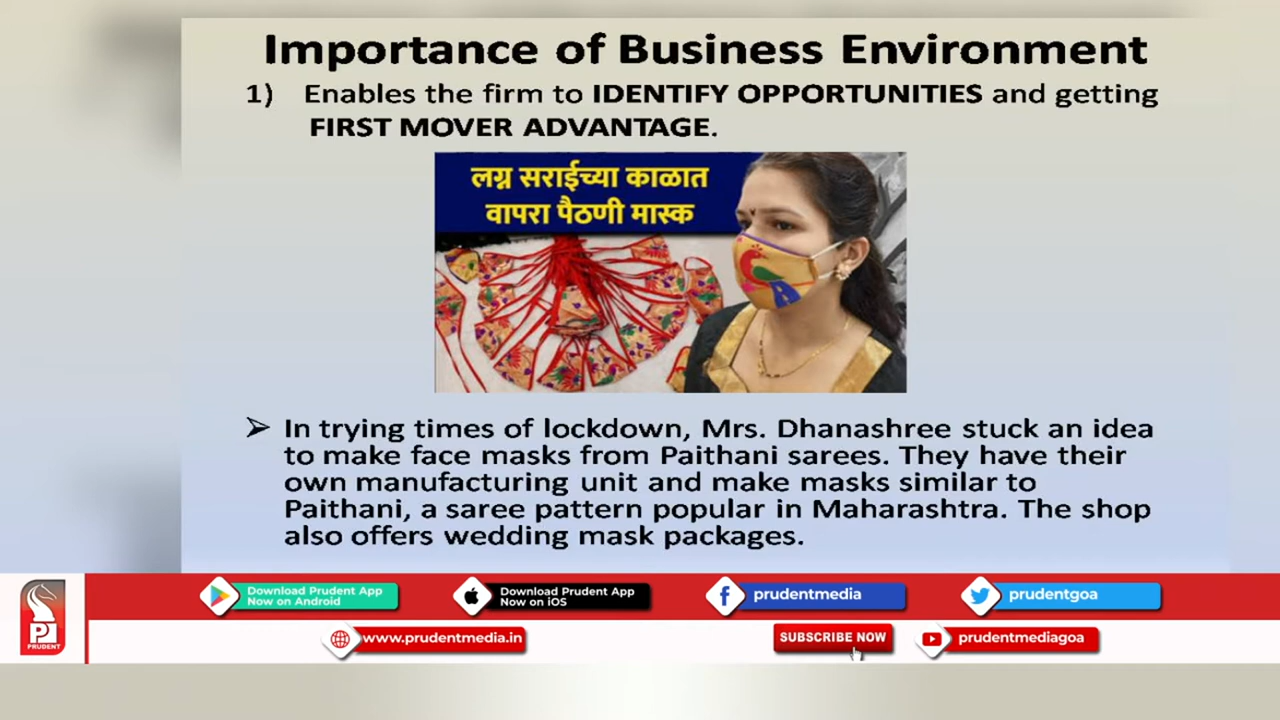 Importance of Business Environment
1) Enables the firm to IDENTIFY OPPORTUNITIES and getting
FIRST MOVER ADVANTAGE.
लग्न सराईच्या काळात
वापरा पैठणी मास्क
➢ In trying times of lockdown, Mrs. Dhanashree stuck an idea
to make face masks from Paithani sarees. They have their
own manufacturing unit and make masks similar to
Paithani, a saree pattern popular in Maharashtra. The shop
also offers wedding mask packages.
PRUDENT
Download Prudent App
Now on Android
Download Prudent App
Now on iOS
prudentmedia
prudentgoa
www.prudentmedia.in
SUBSCRIBE NOW
prudentmediagoa